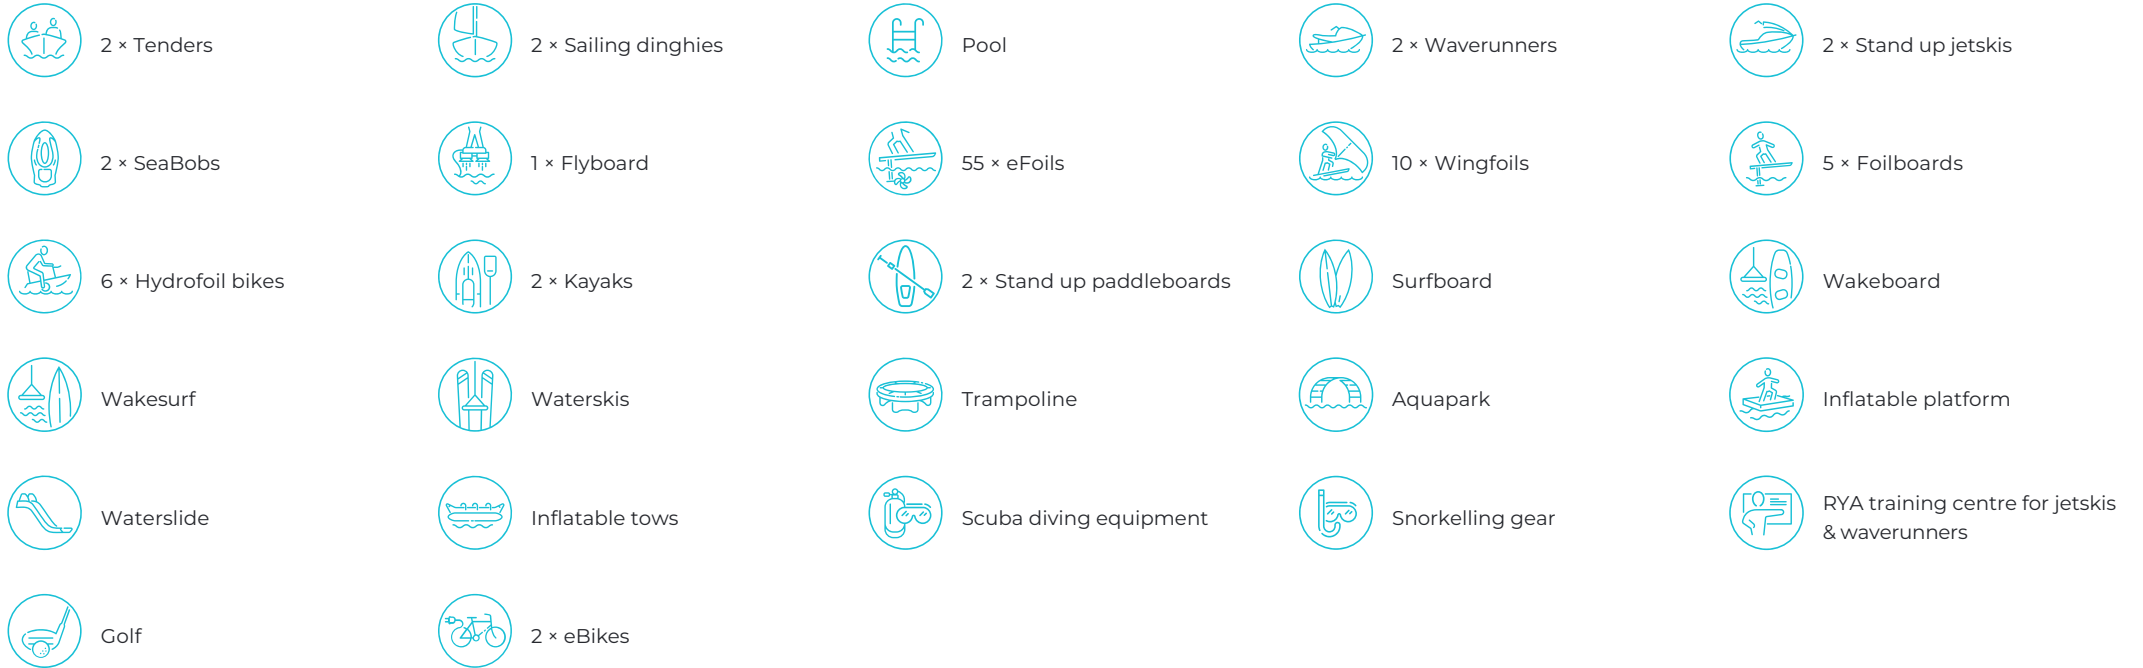 2 × Tenders
2 × Sailing dinghies
Pool
2 × Waverunners
2 × Stand up jetskis
2 × SeaBobs
1 × Flyboard
55 × eFoils
10 × Wingfoils
5 × Foilboards
6 × Hydrofoil bikes
2 × Kayaks
2 × Stand up paddleboards
Surfboard
Wakeboard
Wakesurf
Waterskis
Trampoline
Aquapark
Inflatable platform
Waterslide
Inflatable tows
Scuba diving equipment
Snorkelling gear
RYA training centre for jetskis
& waverunners
Golf
2 × eBikes